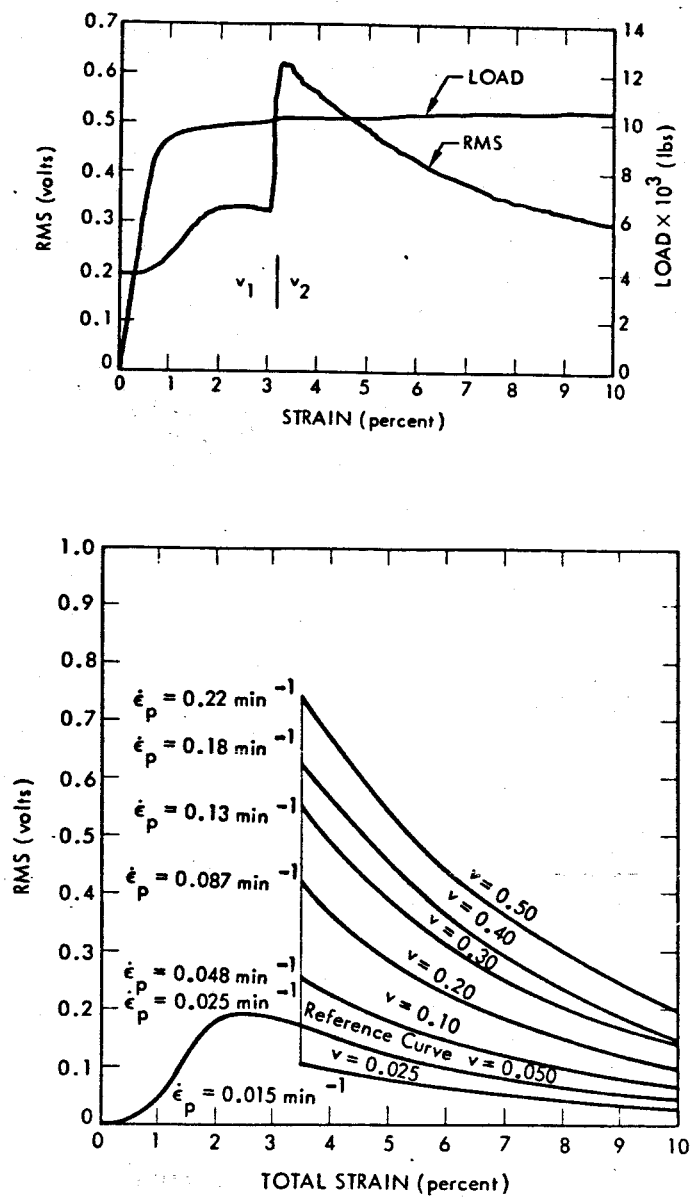 0.7
0.6
0.5
0.4
0.3
0.2
0.1
0
RMS (volts)
14
12
10
8
6
4
2
0
LOAD × 10³ (lbs)
LOAD
RMS
v₁ v₂
0 1 2 3 4 5 6 7 8 9 10
STRAIN (percent)
1.0
0.9
0.8
0.7
0.6
0.5
0.4
0.3
0.2
0.1
0
RMS (volts)
ε̇p = 0.22 min⁻¹
ε̇p = 0.18 min⁻¹
ε̇p = 0.13 min⁻¹
ε̇p = 0.087 min⁻¹
ε̇p = 0.048 min⁻¹
ε̇p = 0.025 min⁻¹
ε̇p = 0.015 min⁻¹
v = 0.50
v = 0.40
v = 0.30
v = 0.20
v = 0.10
Reference Curve v = 0.050
v = 0.025
0 1 2 3 4 5 6 7 8 9 10
TOTAL STRAIN (percent)